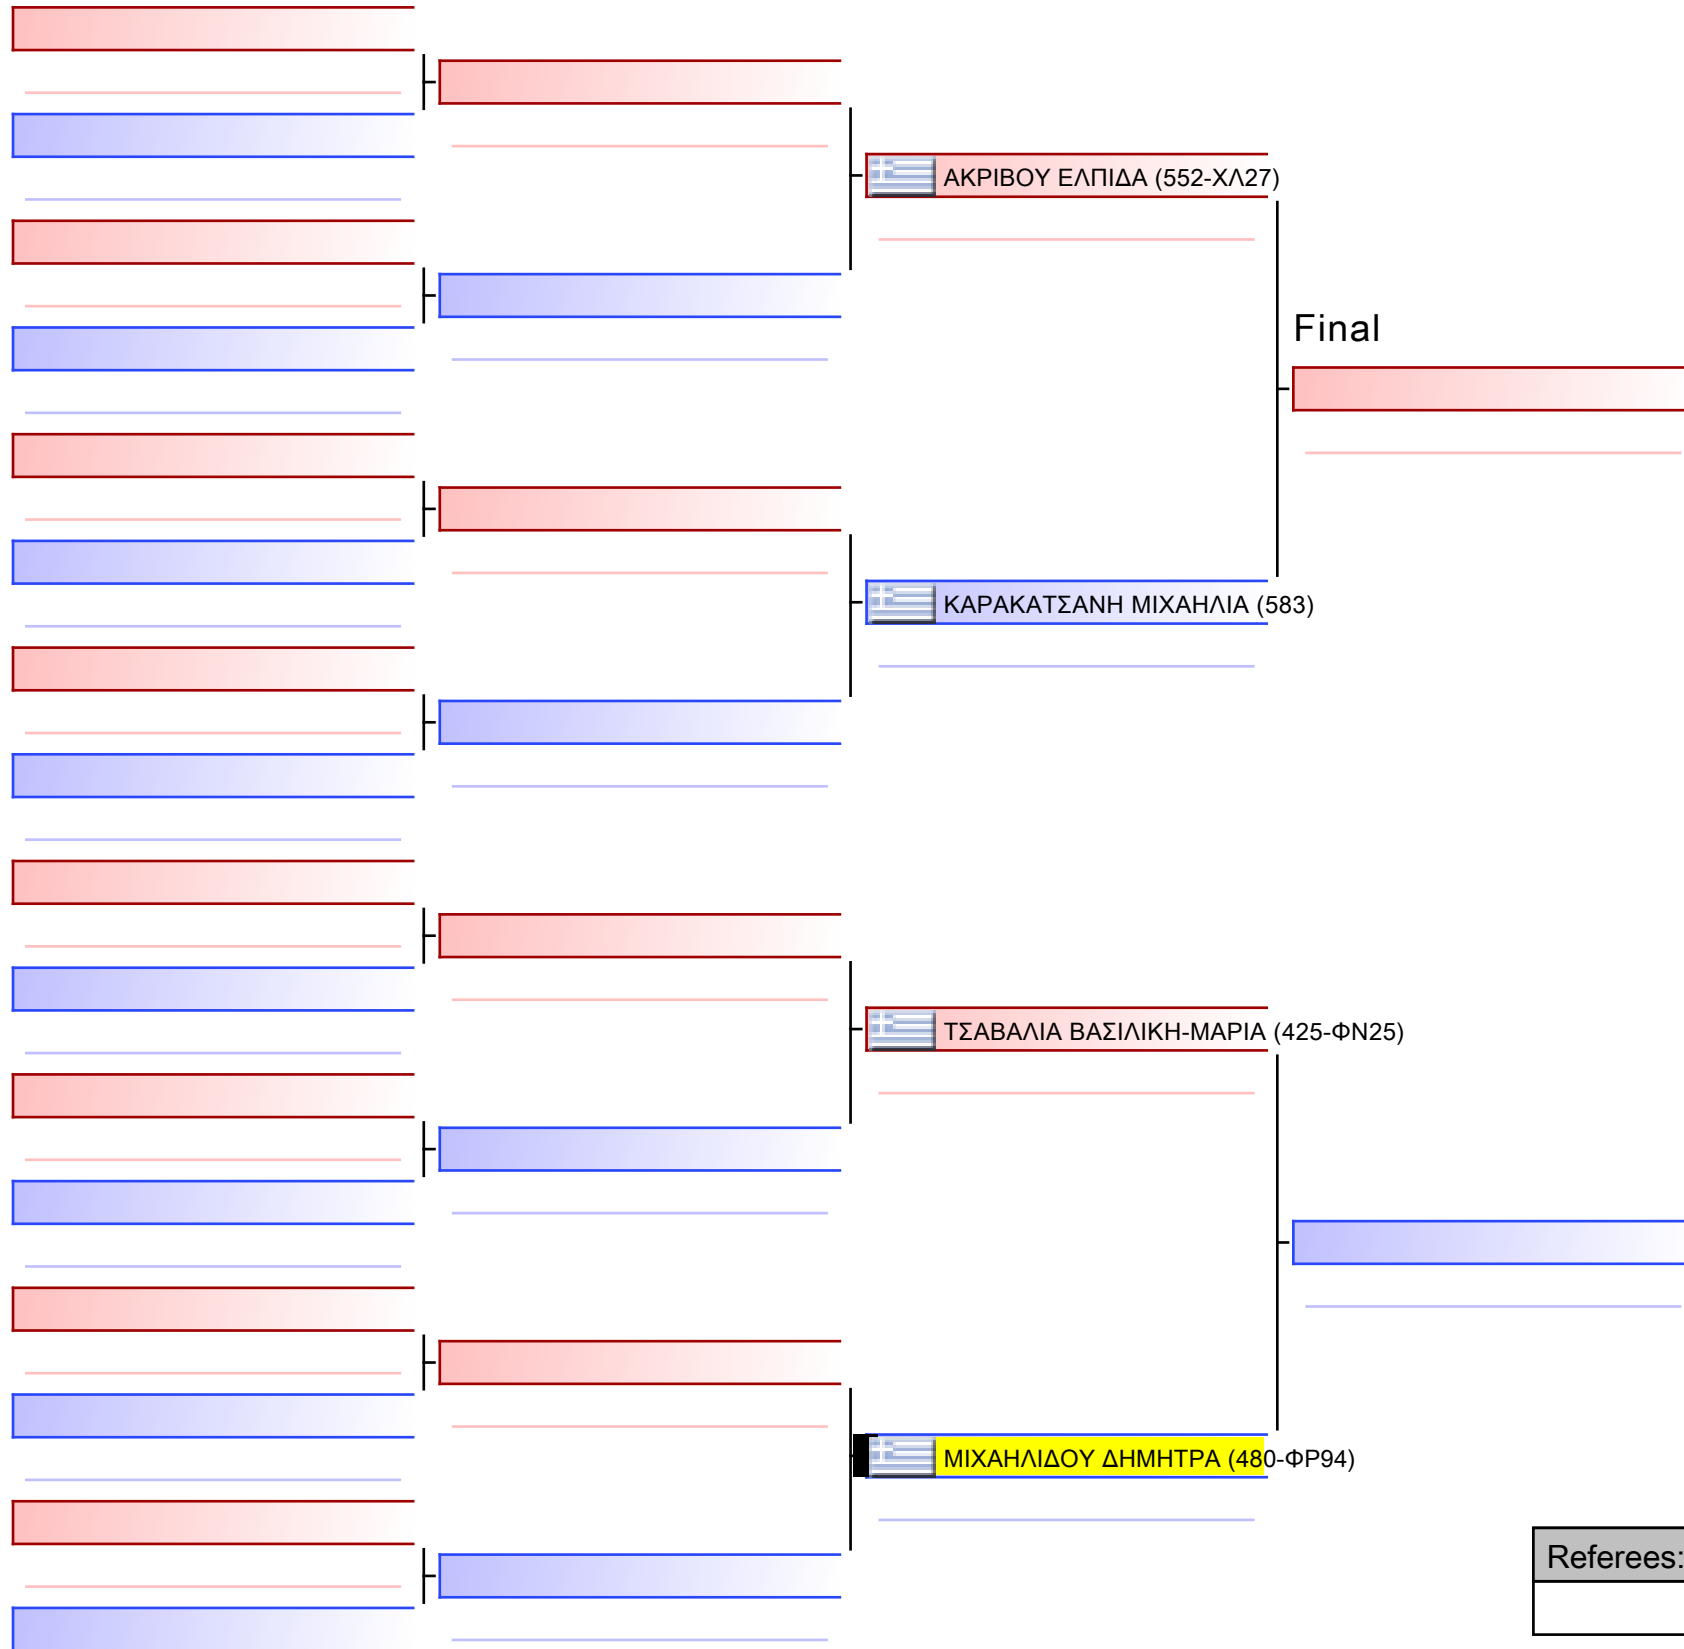 ΑΚΡΙΒΟΥ ΕΛΠΙΔΑ (552-ΧΛ27)
Final
ΚΑΡΑΚΑΤΣΑΝΗ ΜΙΧΑΗΛΙΑ (583)
ΤΣΑΒΑΛΙΑ ΒΑΣΙΛΙΚΗ-ΜΑΡΙΑ (425-ΦΝ25)
ΜΙΧΑΗΛΙΔΟΥ ΔΗΜΗΤΡΑ (480-ΦΡ94)
Referees: